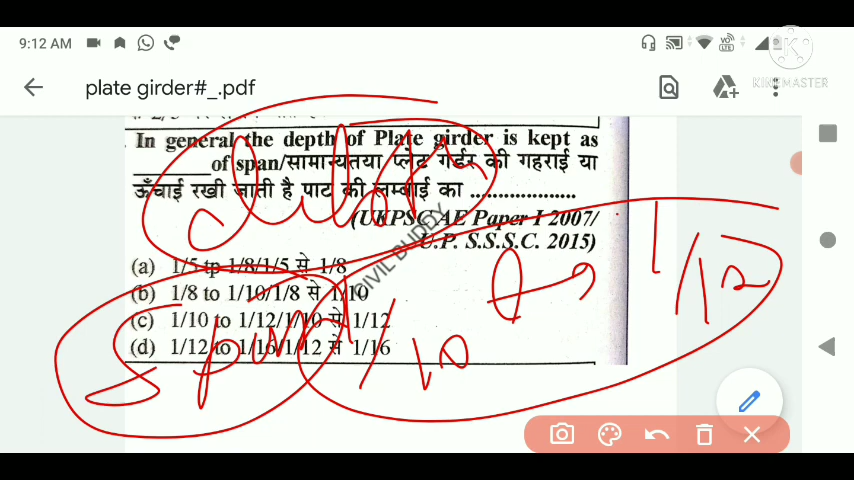 9:12 AM
KINEMASTER
plate girder#_.pdf
In general the depth of Plate girder is kept as
________ of span/सामान्यतया प्लेट गर्डर की गहराई या
ऊँचाई रखी जाती है पाट की लम्बाई का ...................
(UKPSC AE Paper I 2007/
U.P. S.S.S.C. 2015)
CIVIL BUDDY
(a) 1/5 tp 1/8/1/5 से 1/8
(b) 1/8 to 1/10/1/8 से 1/10
(c) 1/10 to 1/12/1/10 से 1/12
(d) 1/12 to 1/16/1/12 से 1/16
span
1/10
1/12